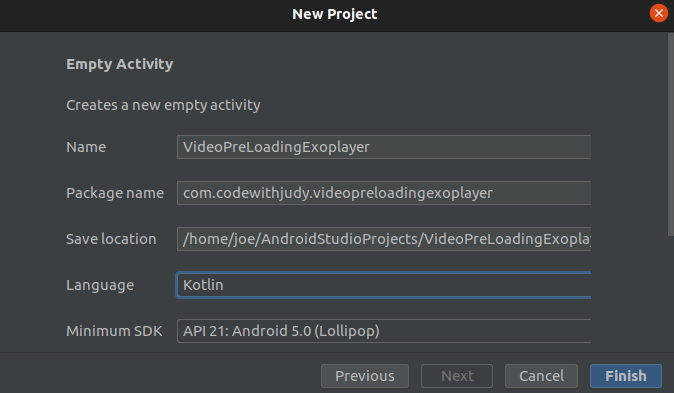 New Project
Empty Activity
Creates a new empty activity
Name VideoPreLoadingExoplayer
Package name com.codewithjudy.videopreloadingexoplayer
Save location /home/joe/AndroidStudioProjects/VideoPreLoadingExopla
Language Kotlin
Minimum SDK API 21: Android 5.0 (Lollipop)
Previous Next Cancel Finish